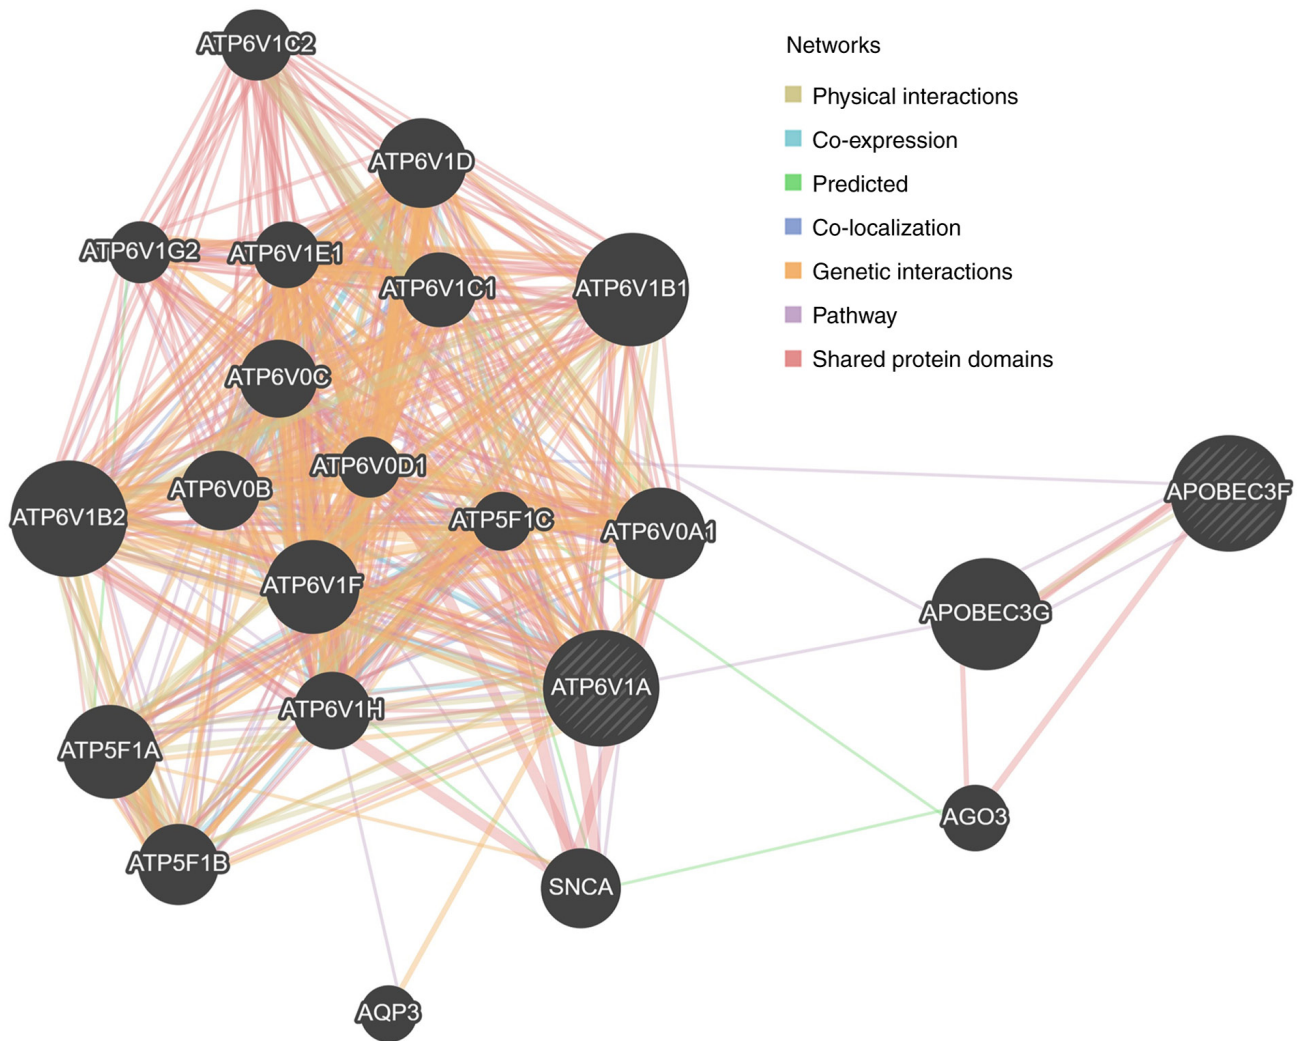 ATP6V1C2
Networks
Physical interactions
Co-expression
Predicted
Co-localization
Genetic interactions
Pathway
Shared protein domains
ATP6V1D
ATP6V1G2
ATP6V1E1
ATP6V1C1
ATP6V1B1
ATP6V0C
ATP6V0D1
ATP6V0B
ATP6V1B2
ATP5F1C
ATP6V0A1
APOBEC3F
ATP6V1F
APOBEC3G
ATP6V1A
ATP6V1H
ATP5F1A
AGO3
ATP5F1B
SNCA
AQP3